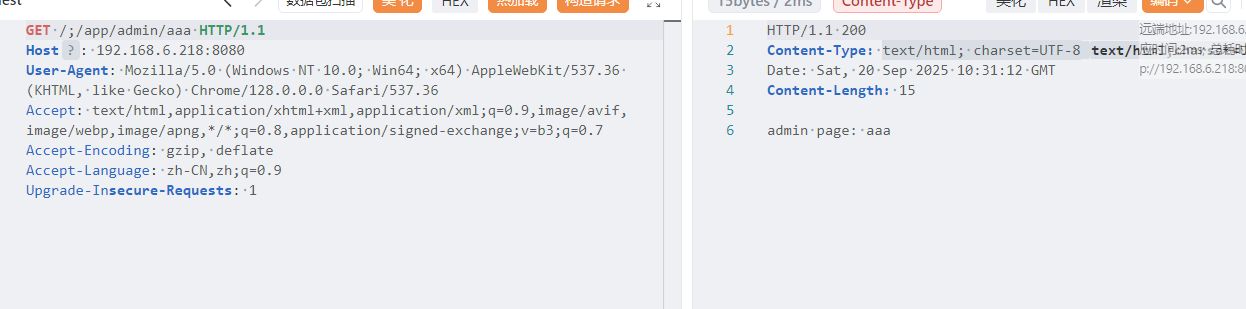 数据包扫描 美化 HEX 热加载 构造请求
GET /;/app/admin/aaa HTTP/1.1
Host ? : 192.168.6.218:8080
User-Agent: Mozilla/5.0 (Windows NT 10.0; Win64; x64) AppleWebKit/537.36
(KHTML, like Gecko) Chrome/128.0.0.0 Safari/537.36
Accept: text/html,application/xhtml+xml,application/xml;q=0.9,image/avif,
image/webp,image/apng,*/*;q=0.8,application/signed-exchange;v=b3;q=0.7
Accept-Encoding: gzip, deflate
Accept-Language: zh-CN,zh;q=0.9
Upgrade-Insecure-Requests: 1
15bytes / 2ms Content-Type 美化 HEX 渲染 编码
1 HTTP/1.1 200
2 Content-Type: text/html; charset=UTF-8
3 Date: Sat, 20 Sep 2025 10:31:12 GMT
4 Content-Length: 15
5
6 admin page: aaa
远端地址:192.168.6.
应时间:2ms; 总耗时
p://192.168.6.218:80